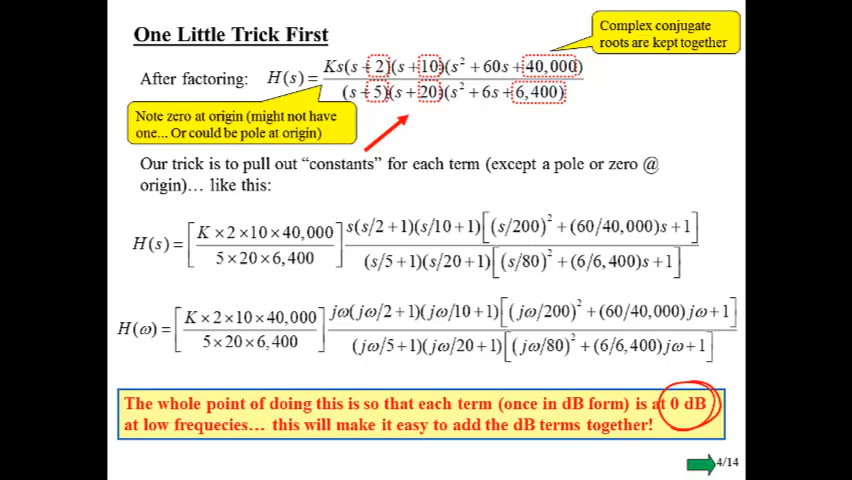 One Little Trick First
Complex conjugate
roots are kept together
After factoring: H(s) = Ks(s + 2)(s + 10)(s² + 60s + 40,000) / (s + 5)(s + 20)(s² + 6s + 6,400)
Note zero at origin (might not have
one... Or could be pole at origin)
Our trick is to pull out "constants" for each term (except a pole or zero @
origin)… like this:
H(s) = [K × 2 × 10 × 40,000 / 5 × 20 × 6,400] s(s/2 + 1)(s/10 + 1)[(s/200)² + (60/40,000)s + 1] / (s/5 + 1)(s/20 + 1)[(s/80)² + (6/6,400)s + 1]
H(ω) = [K × 2 × 10 × 40,000 / 5 × 20 × 6,400] jω(jω/2 + 1)(jω/10 + 1)[(jω/200)² + (60/40,000)jω + 1] / (jω/5 + 1)(jω/20 + 1)[(jω/80)² + (6/6,400)jω + 1]
The whole point of doing this is so that each term (once in dB form) is at 0 dB
at low frequecies… this will make it easy to add the dB terms together!
4/14